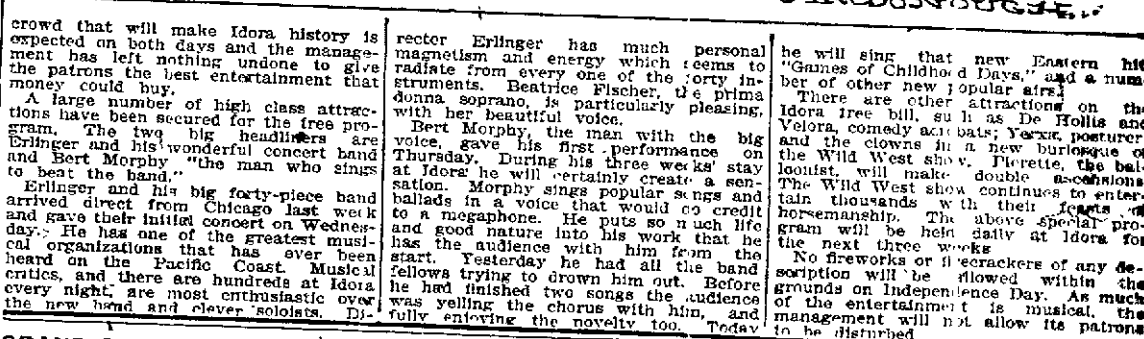 crowd that will make Idora history is
expected on both days and the manage-
ment has left nothing undone to give
the patrons the best entertainment that
money could buy.
A large number of high class attrac-
tions have been secured for the free pro-
gram. The two big headliners are
Erlinger and his wonderful concert band
and Bert Morphy "the man who sings
to beat the band."
Erlinger and his big forty-piece band
arrived direct from Chicago last week
and gave their initial concert on Wednes-
day. He has one of the greatest musi-
cal organizations that has ever been
heard on the Pacific Coast. Musical
critics, and there are hundreds at Idora
every night, are most enthusiastic over
the new band and clever soloists. Di-
rector Erlinger has much personal
magnetism and energy which seems to
radiate from every one of the forty in-
struments. Beatrice Fischer, the prima
donna soprano, is particularly pleasing,
with her beautiful voice.
Bert Morphy, the man with the big
voice, gave his first performance on
Thursday. During his three weeks' stay
at Idora he will certainly create a sen-
sation. Morphy sings popular songs and
ballads in a voice that would do credit
to a megaphone. He puts so much life
and good nature into his work that he
has the audience with him from the
start. Yesterday he had all the band
fellows trying to drown him out. Before
he had finished two songs the audience
was yelling the chorus with him, and
fully enjoying the novelty too. Today
he will sing that new Eastern hit
"Games of Childhood Days," and a num-
ber of other new popular airs.
There are other attractions on the
Idora free bill, such as De Hollis and
Velora, comedy acrobats; Yerxa, posturer
and the clowns in a new burlesque of
the Wild West show. Pierette, the bal-
loonist, will make double ascensions
The Wild West show continues to enter-
tain thousands with their feasts of
horsemanship. The above special pro-
gram will be held daily at Idora for
the next three weeks
No fireworks or firecrackers of any de-
scription will be allowed within the
grounds on Independence Day. As much
of the entertainment is musical, the
management will not allow its patrons
to be disturbed